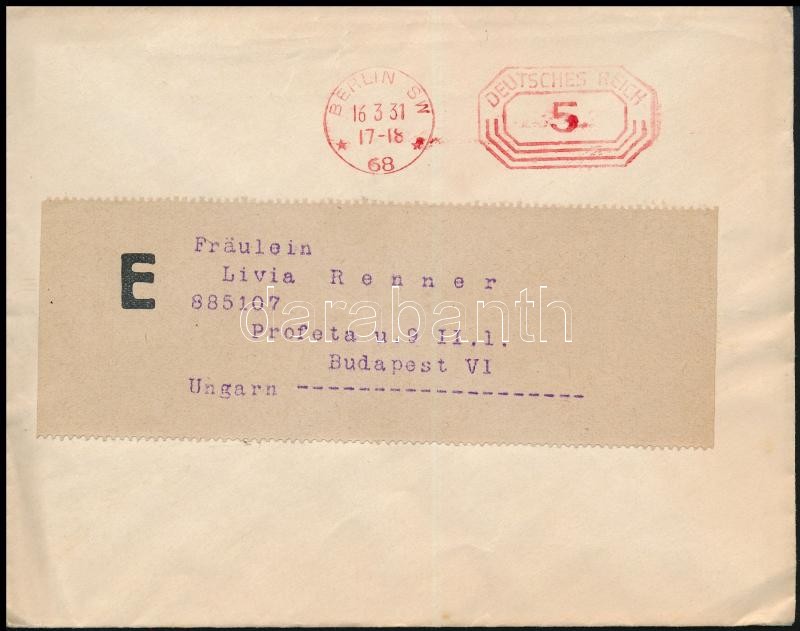 BERLIN SW
16 3 31
17-18
★ ★
68
DEUTSCHES REICH
5
E
Fräulein
Livia Renner
885107
Profeta u.9 II.1.
Budapest VI
Ungarn -------------------
darabanth